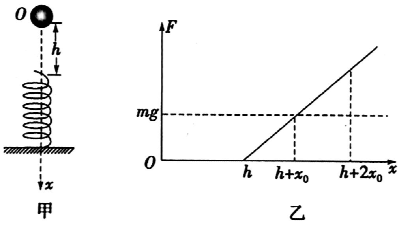 O
h
x
甲
F
mg
O
h
h+x₀
h+2x₀
x
乙